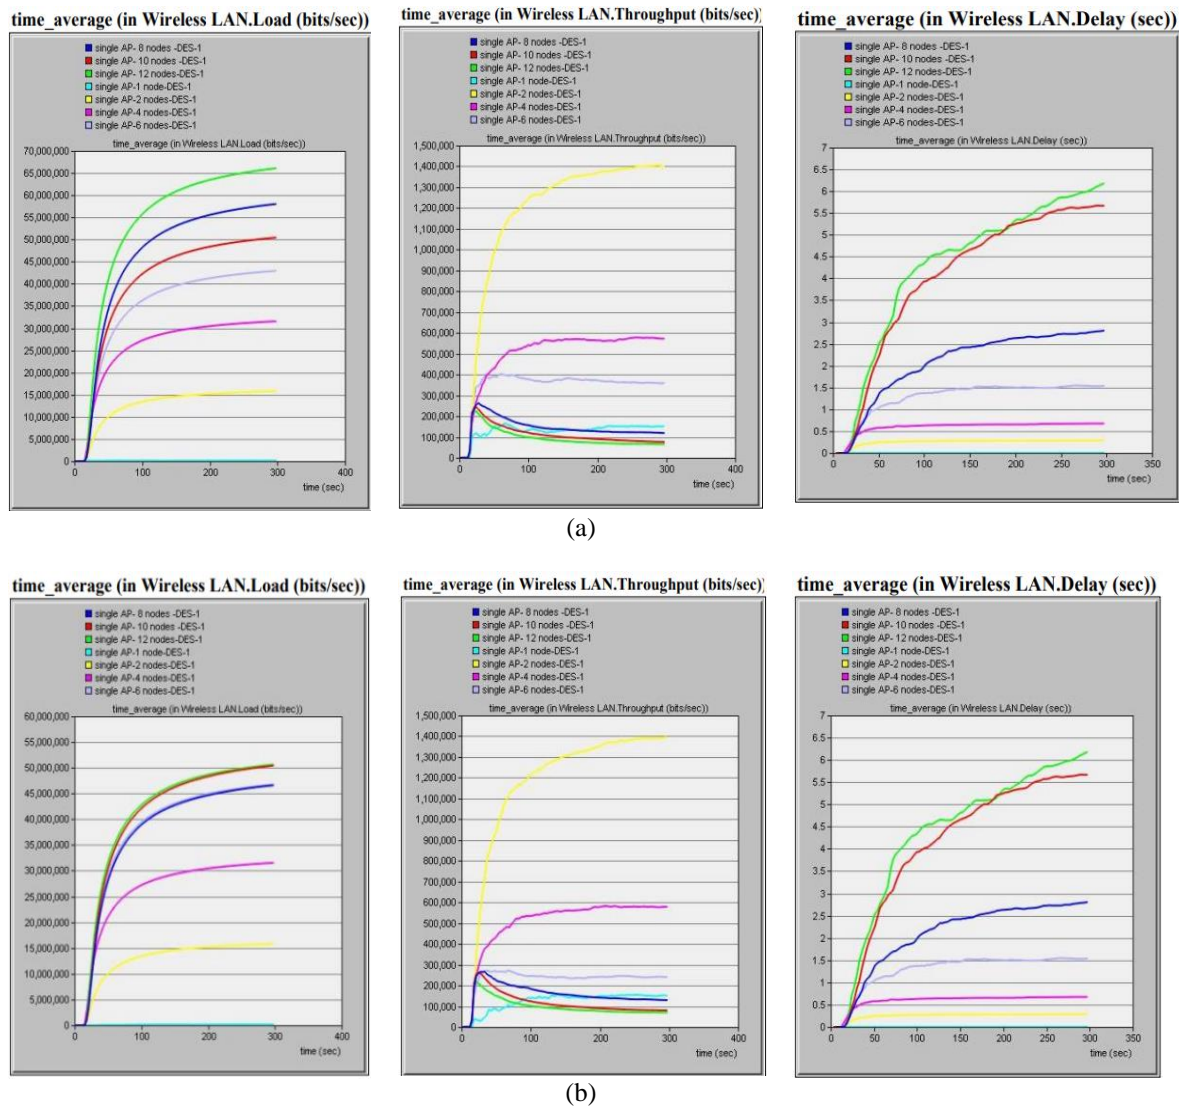 time_average (in Wireless LAN.Load (bits/sec))
single AP- 8 nodes -DES-1
single AP- 10 nodes -DES-1
single AP- 12 nodes-DES-1
single AP-1 node-DES-1
single AP-2 nodes-DES-1
single AP-4 nodes-DES-1
single AP-6 nodes-DES-1
time_average (in Wireless LAN.Load (bits/sec))
70,000,000
65,000,000
60,000,000
55,000,000
50,000,000
45,000,000
40,000,000
35,000,000
30,000,000
25,000,000
20,000,000
15,000,000
10,000,000
5,000,000
0
0 100 200 300 400
time (sec)
time_average (in Wireless LAN.Throughput (bits/sec)
single AP- 8 nodes -DES-1
single AP- 10 nodes -DES-1
single AP- 12 nodes-DES-1
single AP-1 node-DES-1
single AP-2 nodes-DES-1
single AP-4 nodes-DES-1
single AP-6 nodes-DES-1
time_average (in Wireless LAN.Throughput (bits/sec))
1,500,000
1,400,000
1,300,000
1,200,000
1,100,000
1,000,000
900,000
800,000
700,000
600,000
500,000
400,000
300,000
200,000
100,000
0
0 100 200 300 400
time (sec)
time_average (in Wireless LAN.Delay (sec))
single AP- 8 nodes -DES-1
single AP- 10 nodes -DES-1
single AP- 12 nodes-DES-1
single AP-1 node-DES-1
single AP-2 nodes-DES-1
single AP-4 nodes-DES-1
single AP-6 nodes-DES-1
time_average (in Wireless LAN.Delay (sec))
7
6.5
6
5.5
5
4.5
4
3.5
3
2.5
2
1.5
1
0.5
0
0 50 100 150 200 250 300 350
time (sec)
(a)
time_average (in Wireless LAN.Load (bits/sec))
single AP- 8 nodes -DES-1
single AP- 10 nodes -DES-1
single AP- 12 nodes-DES-1
single AP-1 node-DES-1
single AP-2 nodes-DES-1
single AP-4 nodes-DES-1
single AP-6 nodes-DES-1
time_average (in Wireless LAN.Load (bits/sec))
60,000,000
55,000,000
50,000,000
45,000,000
40,000,000
35,000,000
30,000,000
25,000,000
20,000,000
15,000,000
10,000,000
5,000,000
0
0 100 200 300 400
time (sec)
time_average (in Wireless LAN.Throughput (bits/sec)
single AP- 8 nodes -DES-1
single AP- 10 nodes -DES-1
single AP- 12 nodes-DES-1
single AP-1 node-DES-1
single AP-2 nodes-DES-1
single AP-4 nodes-DES-1
single AP-6 nodes-DES-1
time_average (in Wireless LAN.Throughput (bits/sec))
1,500,000
1,400,000
1,300,000
1,200,000
1,100,000
1,000,000
900,000
800,000
700,000
600,000
500,000
400,000
300,000
200,000
100,000
0
0 100 200 300 400
time (sec)
time_average (in Wireless LAN.Delay (sec))
single AP- 8 nodes -DES-1
single AP- 10 nodes -DES-1
single AP- 12 nodes-DES-1
single AP-1 node-DES-1
single AP-2 nodes-DES-1
single AP-4 nodes-DES-1
single AP-6 nodes-DES-1
time_average (in Wireless LAN.Delay (sec))
7
6.5
6
5.5
5
4.5
4
3.5
3
2.5
2
1.5
1
0.5
0
0 50 100 150 200 250 300 350
time (sec)
(b)